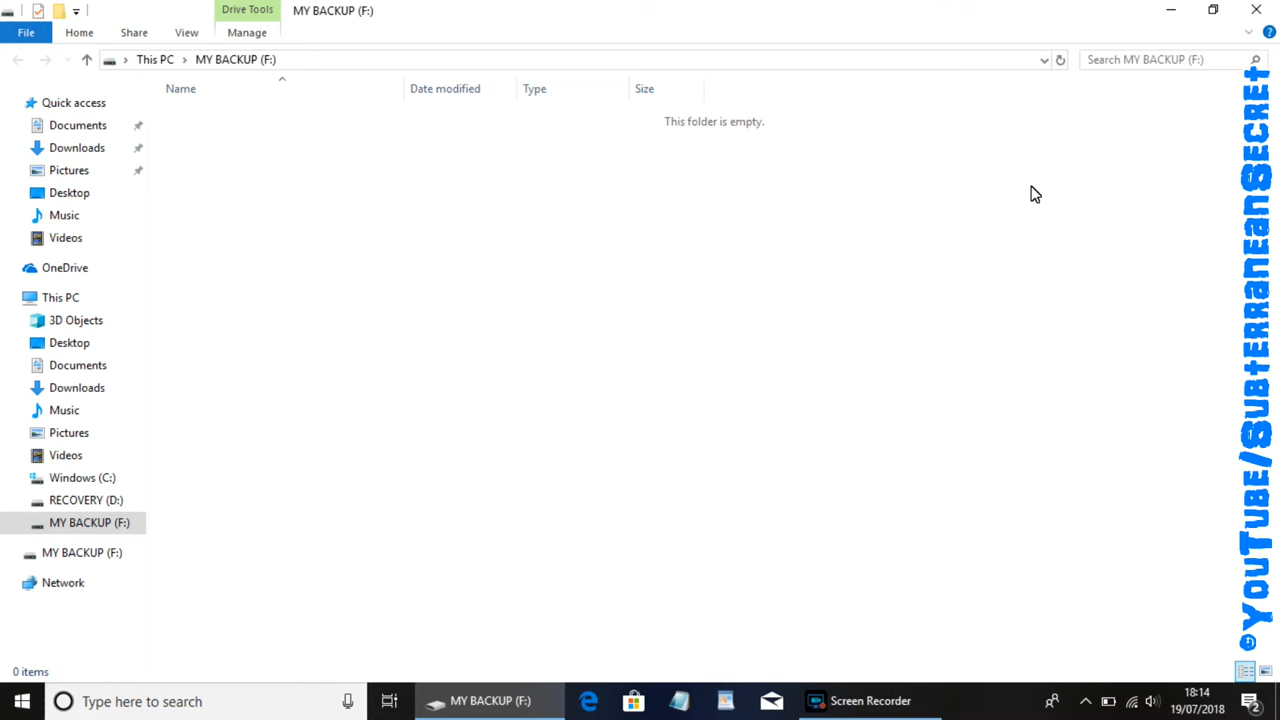 Drive Tools
MY BACKUP (F:)
File
Home
Share
View
Manage
This PC
MY BACKUP (F:)
Search MY BACKUP (F:)
Name
Date modified
Type
Size
This folder is empty.
Quick access
Documents
Downloads
Pictures
Desktop
Music
Videos
OneDrive
This PC
3D Objects
Desktop
Documents
Downloads
Music
Pictures
Videos
Windows (C:)
RECOVERY (D:)
MY BACKUP (F:)
MY BACKUP (F:)
Network
0 items
©YouTube/SubterraneanSecret
Type here to search
MY BACKUP (F:)
Screen Recorder
18:14
19/07/2018
2